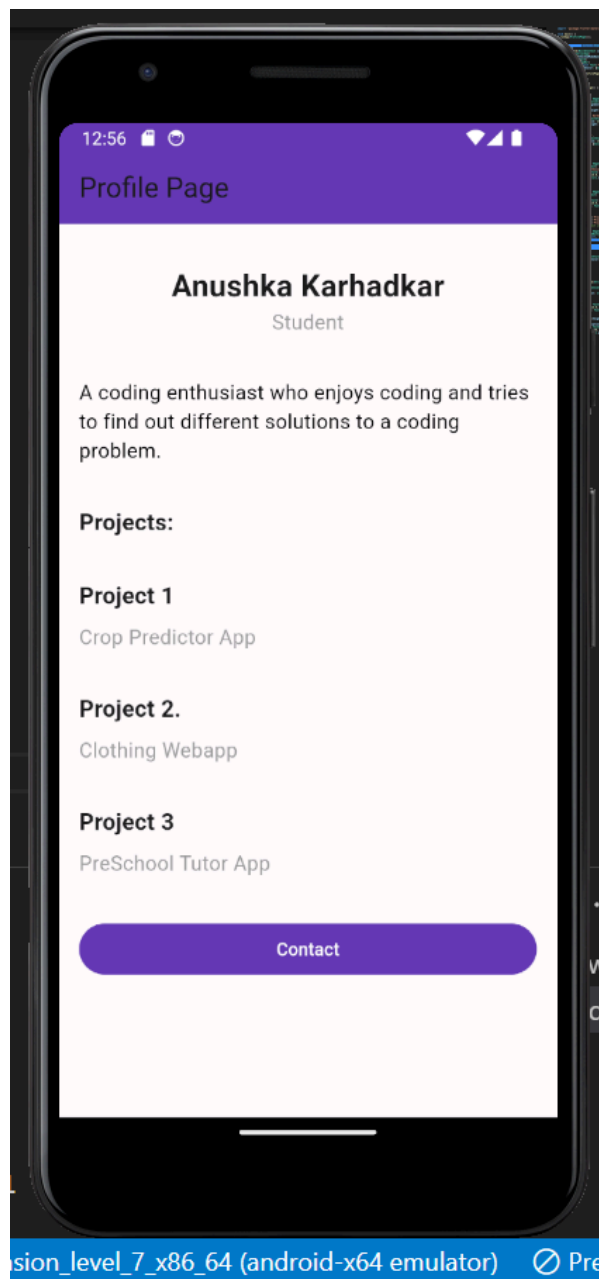 12:56
Profile Page
Anushka Karhadkar
Student
A coding enthusiast who enjoys coding and tries
to find out different solutions to a coding
problem.
Projects:
Project 1
Crop Predictor App
Project 2.
Clothing Webapp
Project 3
PreSchool Tutor App
Contact
sion_level_7_x86_64 (android-x64 emulator) Pre